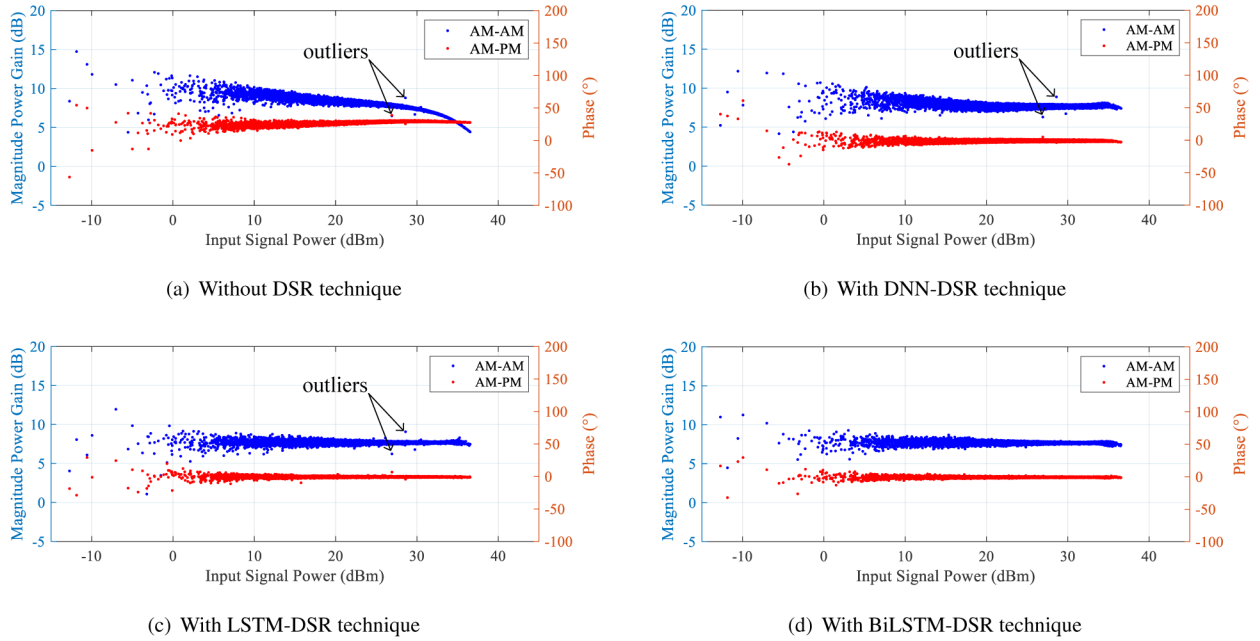 Magnitude Power Gain (dB)
20
15
10
5
0
-5
outliers
AM-AM
AM-PM
200
150
100
50
0
-50
-100
Phase (°)
-10 0 10 20 30 40
Input Signal Power (dBm)
(a) Without DSR technique
Magnitude Power Gain (dB)
20
15
10
5
0
-5
outliers
AM-AM
AM-PM
200
150
100
50
0
-50
-100
Phase (°)
-10 0 10 20 30 40
Input Signal Power (dBm)
(b) With DNN-DSR technique
Magnitude Power Gain (dB)
20
15
10
5
0
-5
outliers
AM-AM
AM-PM
200
150
100
50
0
-50
-100
Phase (°)
-10 0 10 20 30 40
Input Signal Power (dBm)
(c) With LSTM-DSR technique
Magnitude Power Gain (dB)
20
15
10
5
0
-5
AM-AM
AM-PM
200
150
100
50
0
-50
-100
Phase (°)
-10 0 10 20 30 40
Input Signal Power (dBm)
(d) With BiLSTM-DSR technique